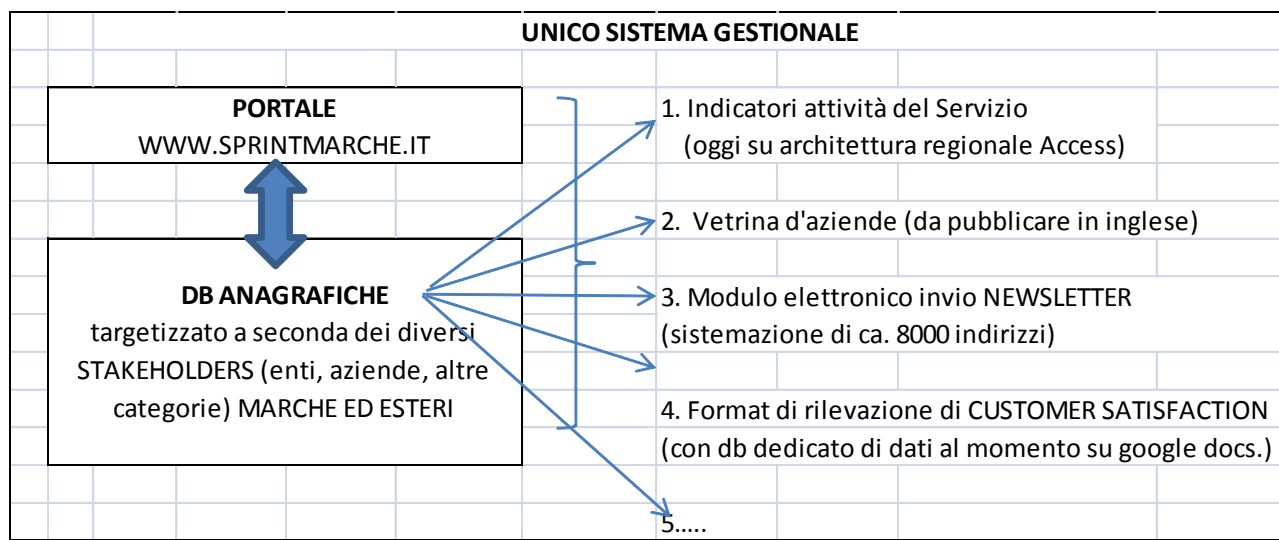 UNICO SISTEMA GESTIONALE
PORTALE
WWW.SPRINTMARCHE.IT
DB ANAGRAFICHE
targetizzato a seconda dei diversi
STAKEHOLDERS (enti, aziende, altre
categorie) MARCHE ED ESTERI
1. Indicatori attività del Servizio
(oggi su architettura regionale Access)
2. Vetrina d'aziende (da pubblicare in inglese)
3. Modulo elettronico invio NEWSLETTER
(sistemazione di ca. 8000 indirizzi)
4. Format di rilevazione di CUSTOMER SATISFACTION
(con db dedicato di dati al momento su google docs.)
5.....